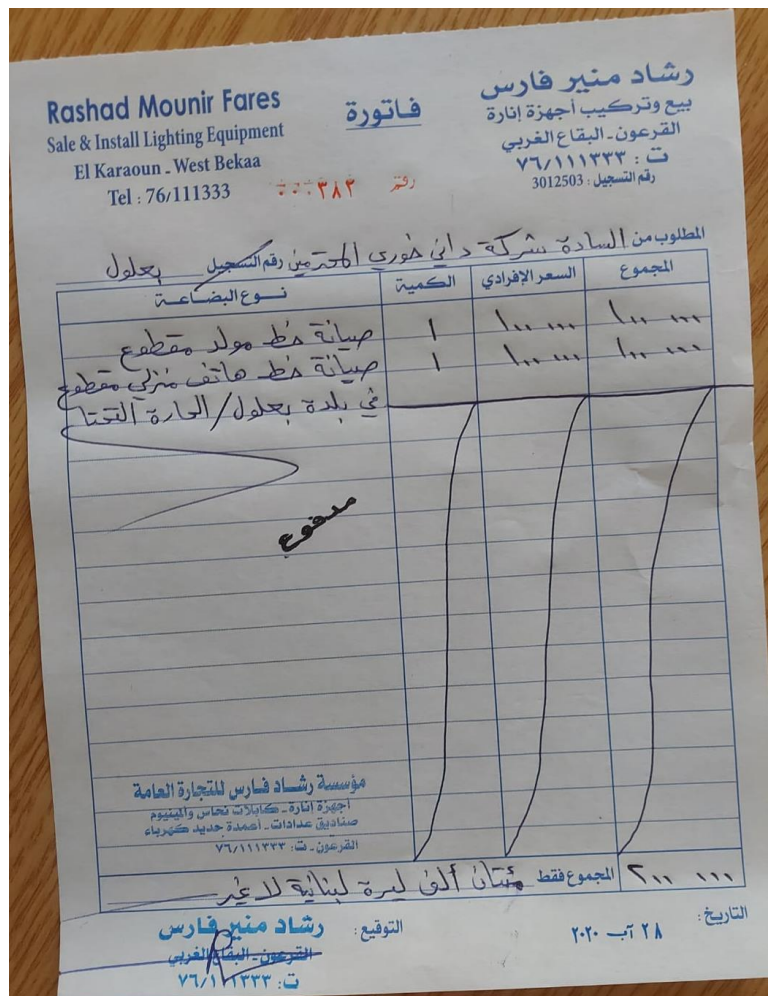 Rashad Mounir Fares
Sale & Install Lighting Equipment
El Karaoun - West Bekaa
Tel : 76/111333
فاتورة
رقم ٠٠٠٣٨٢
رشاد منير فارس
بيع وتركيب أجهزة إنارة
القرعون - البقاع الغربي
ت : ٧٦/١١١٣٣٣
رقم التسجيل : 3012503
المطلوب من السادة شركة داني خوري المحترمين رقم التسجيل بعلول
المجموع السعر الإفرادي الكمية نوع البضاعة
١٠٠ ٠٠٠ ١٠٠ ٠٠٠ ١ صيانة خط مولد مقطوع
١٠٠ ٠٠٠ ١٠٠ ٠٠٠ ١ صيانة خط هاتف منزلي مقطوع
في بلدة بعلول/الحارة التحتا
مدفوع
مؤسسة رشاد فارس للتجارة العامة
أجهزة إنارة - كابلات نحاس والمينيوم
صناديق عدادات - أعمدة حديد كهرباء
القرعون - ت: ٧٦/١١١٣٣٣
٢٠٠ ٠٠٠ المجموع فقط مئتان ألف ليرة لبنانية لا غير
التاريخ: ٢٨ آب ٢٠٢٠
التوقيع:
رشاد منير فارس
القرعون - البقاع الغربي
ت: ٧٦/١١١٣٣٣